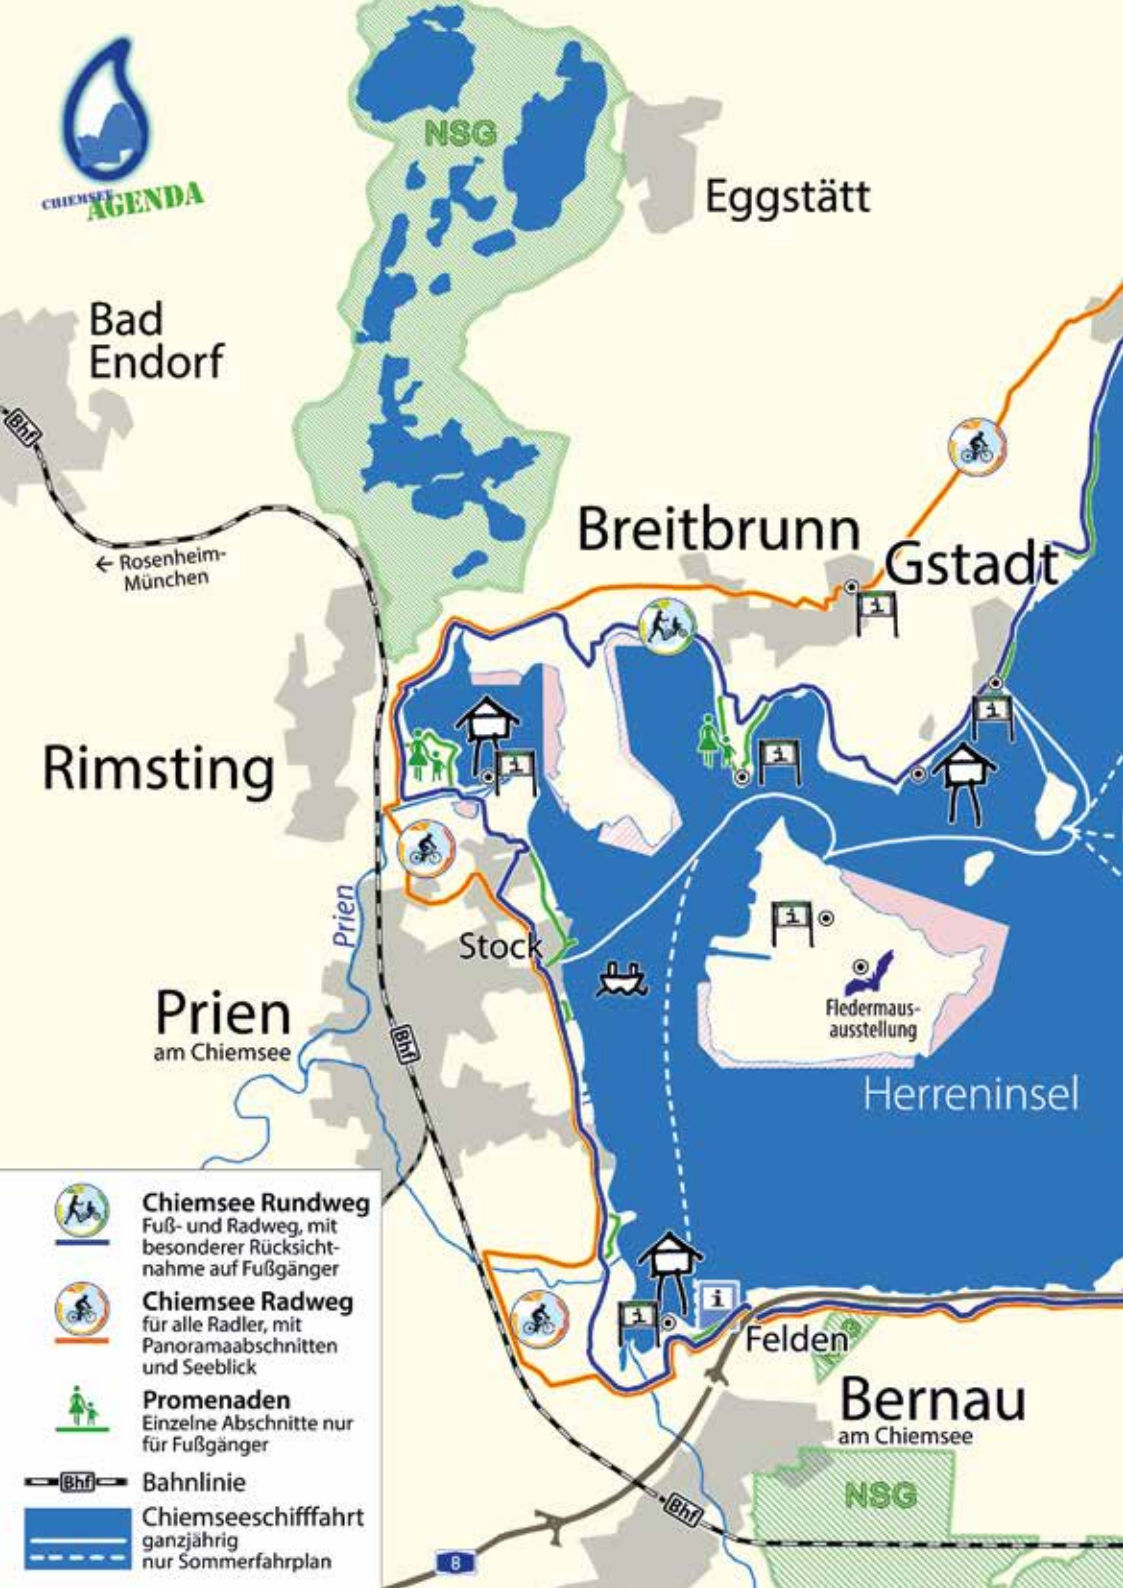 NSG
CHIEMSEE
AGENDA
Eggstätt
Bad
Endorf
Bhf
← Rosenheim-
München
Breitbrunn
Gstadt
i
i
Rimsting
i
i
Prien
Stock
i
Fledermaus-
ausstellung
Prien
am Chiemsee
Bhf
Herreninsel
Chiemsee Rundweg
Fuß- und Radweg, mit
besonderer Rücksicht-
nahme auf Fußgänger
Chiemsee Radweg
für alle Radler, mit
Panoramaabschnitten
und Seeblick
Promenaden
Einzelne Abschnitte nur
für Fußgänger
Bhf Bahnlinie
Chiemseeschifffahrt
ganzjährig
nur Sommerfahrplan
i
i
Felden
Bernau
am Chiemsee
NSG
Bhf
8